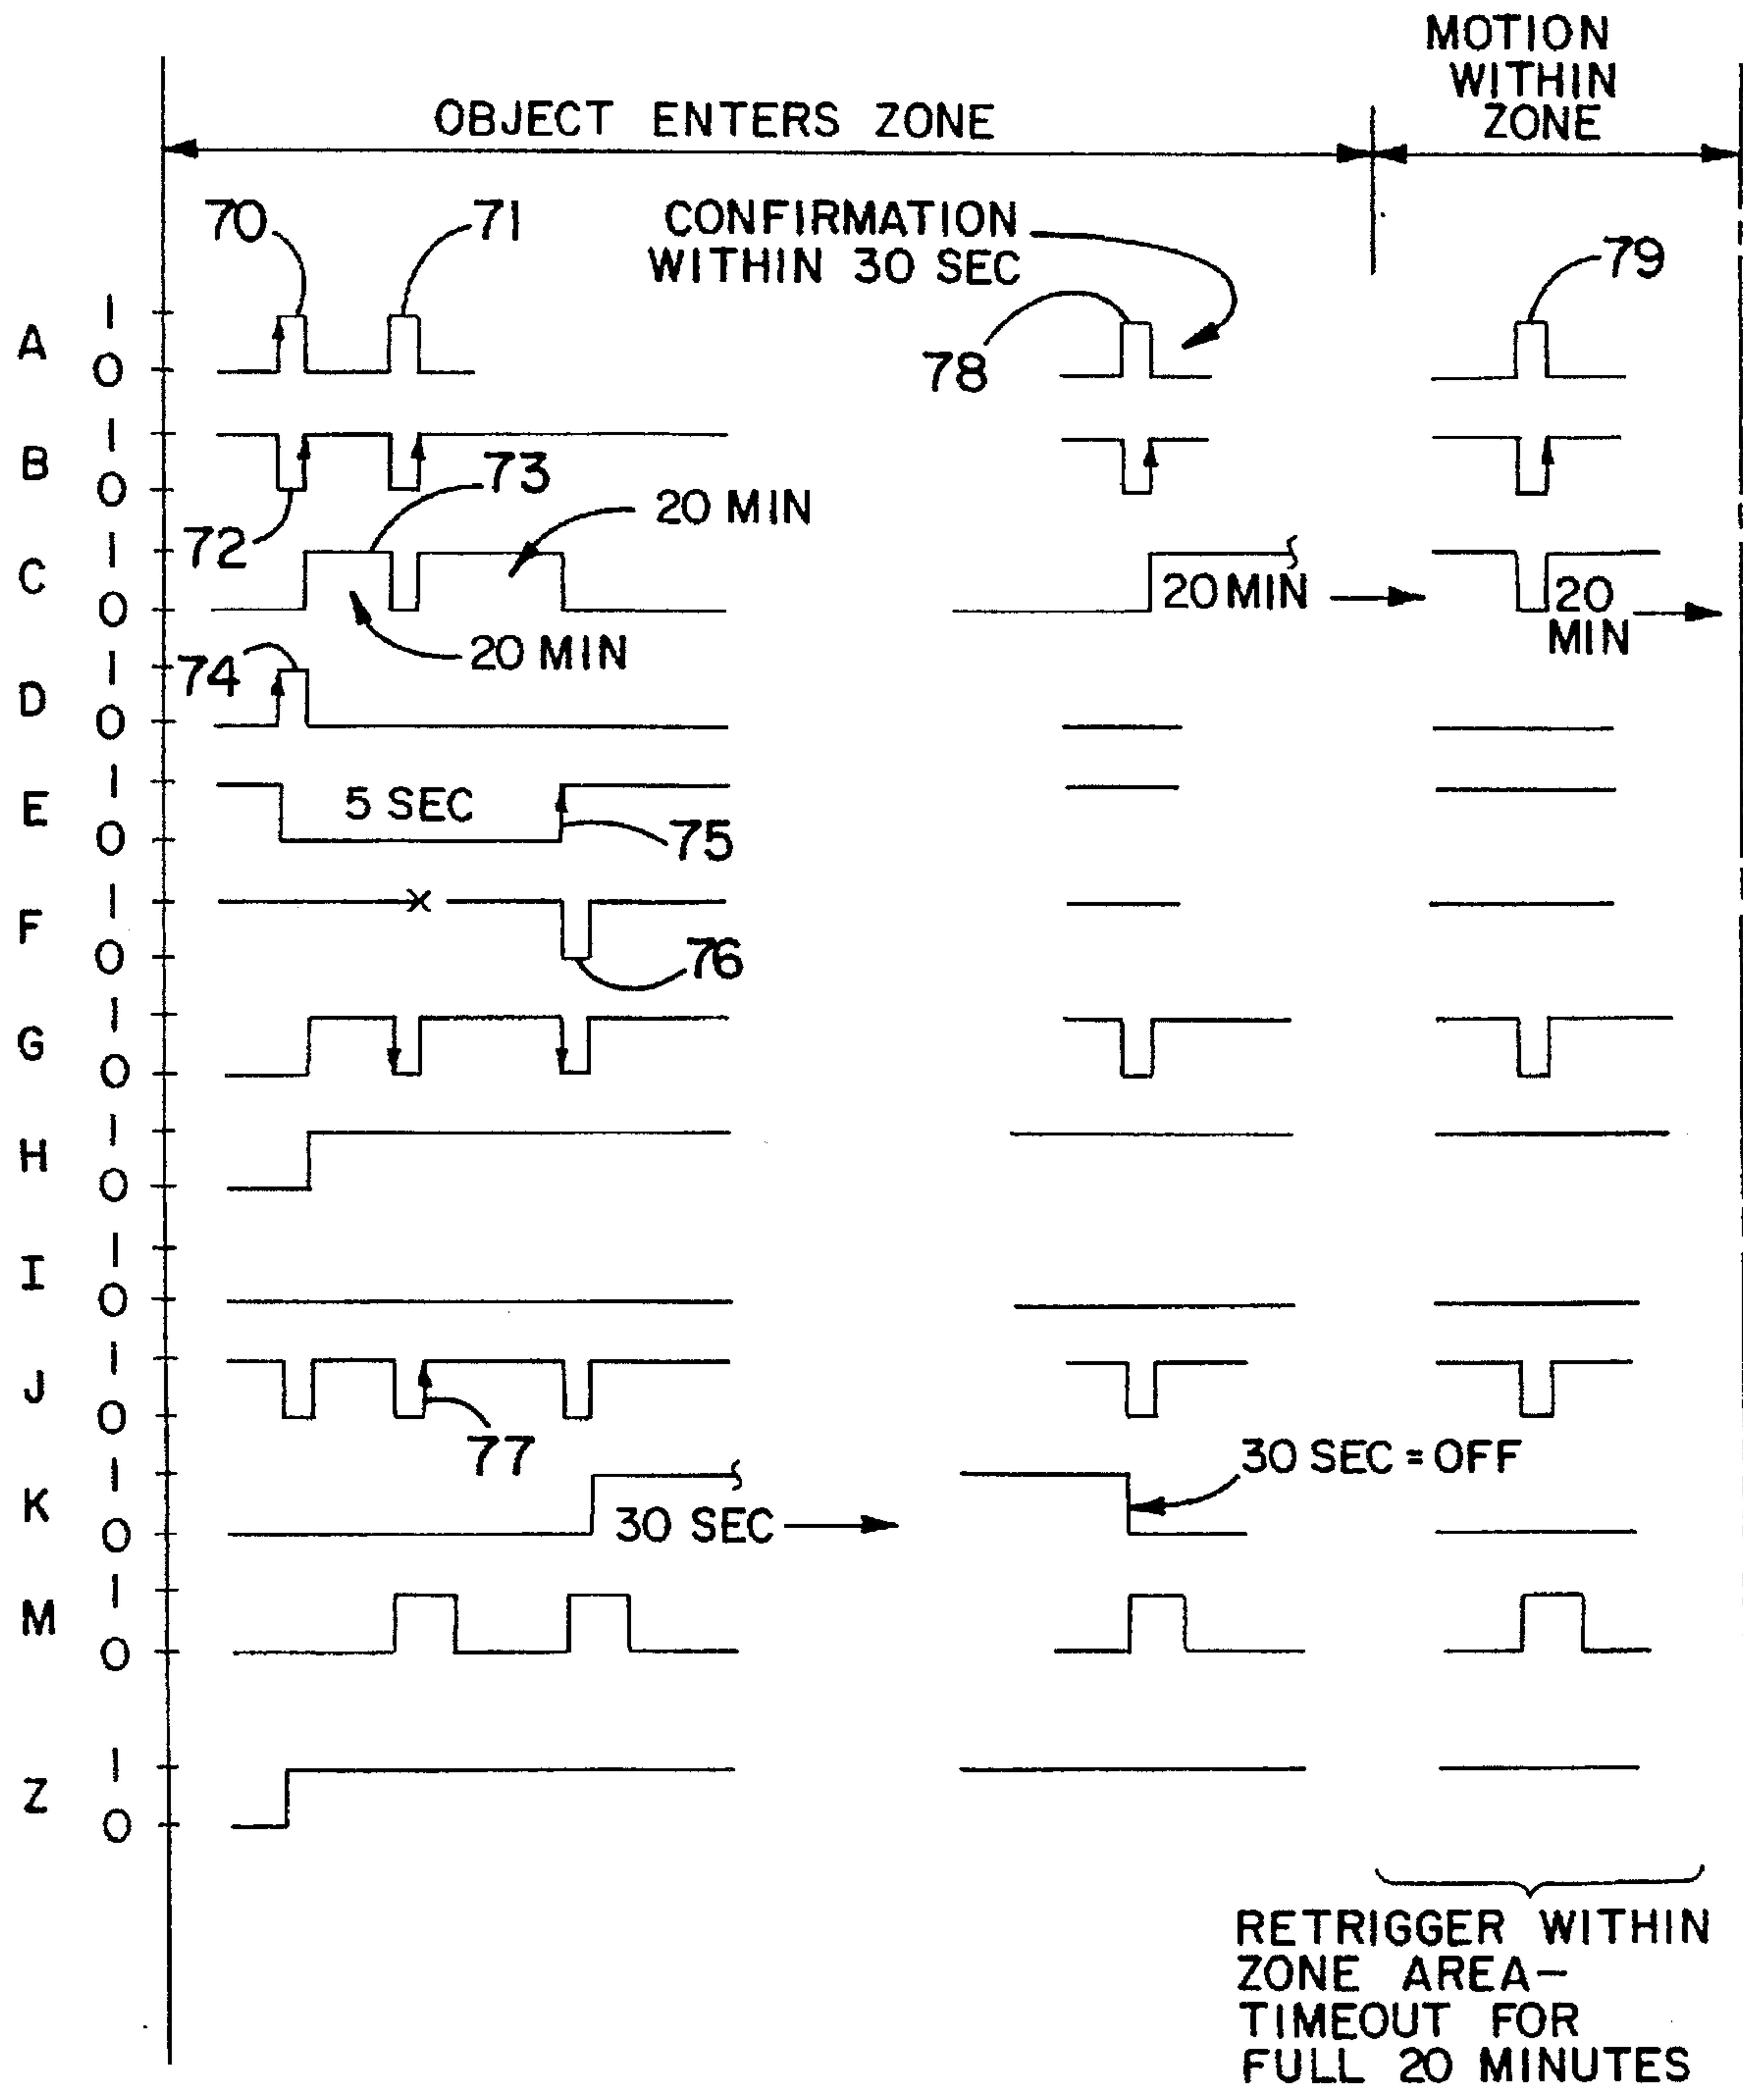 MOTION
WITHIN
ZONE
OBJECT ENTERS ZONE
70
71
CONFIRMATION
WITHIN 30 SEC
78
79
A
1
0
B
1
0
72
73
20 MIN
C
1
0
20 MIN
20 MIN
20
MIN
D
1
0
74
E
1
0
5 SEC
75
F
1
0
X
76
G
1
0
H
1
0
I
1
0
J
1
0
77
K
1
0
30 SEC
30 SEC = OFF
M
1
0
Z
1
0
RETRIGGER WITHIN
ZONE AREA-
TIMEOUT FOR
FULL 20 MINUTES